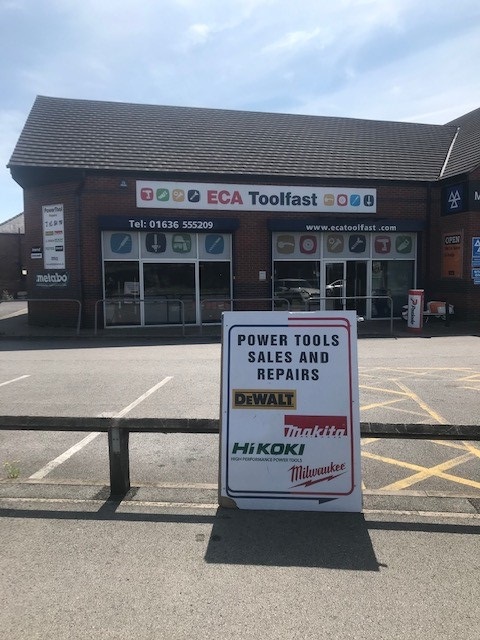 ECA Toolfast
Tel: 01636 555209
www.ecatoolfast.com
metabo
OPEN
M
POWER TOOLS
SALES AND
REPAIRS
DeWALT
Makita
HiKOKI
HIGH PERFORMANCE POWER TOOLS
Milwaukee